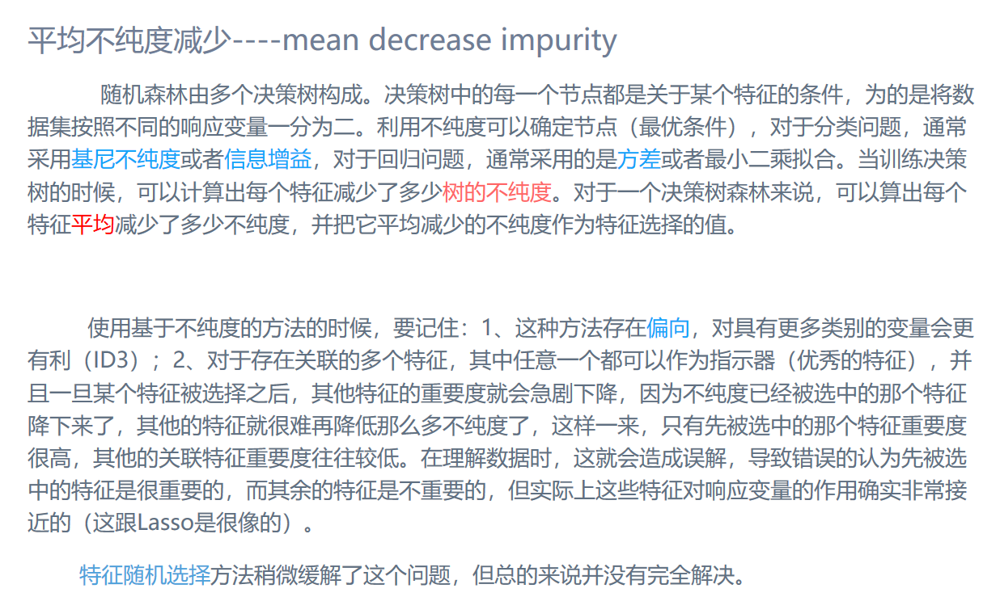 平均不纯度减少----mean decrease impurity
随机森林由多个决策树构成。决策树中的每一个节点都是关于某个特征的条件，为的是将数
据集按照不同的响应变量一分为二。利用不纯度可以确定节点（最优条件），对于分类问题，通常
采用基尼不纯度或者信息增益，对于回归问题，通常采用的是方差或者最小二乘拟合。当训练决策
树的时候，可以计算出每个特征减少了多少树的不纯度。对于一个决策树森林来说，可以算出每个
特征平均减少了多少不纯度，并把它平均减少的不纯度作为特征选择的值。
使用基于不纯度的方法的时候，要记住：1、这种方法存在偏向，对具有更多类别的变量会更
有利（ID3）；2、对于存在关联的多个特征，其中任意一个都可以作为指示器（优秀的特征），并
且一旦某个特征被选择之后，其他特征的重要度就会急剧下降，因为不纯度已经被选中的那个特征
降下来了，其他的特征就很难再降低那么多不纯度了，这样一来，只有先被选中的那个特征重要度
很高，其他的关联特征重要度往往较低。在理解数据时，这就会造成误解，导致错误的认为先被选
中的特征是很重要的，而其余的特征是不重要的，但实际上这些特征对响应变量的作用确实非常接
近的（这跟Lasso是很像的）。
特征随机选择方法稍微缓解了这个问题，但总的来说并没有完全解决。